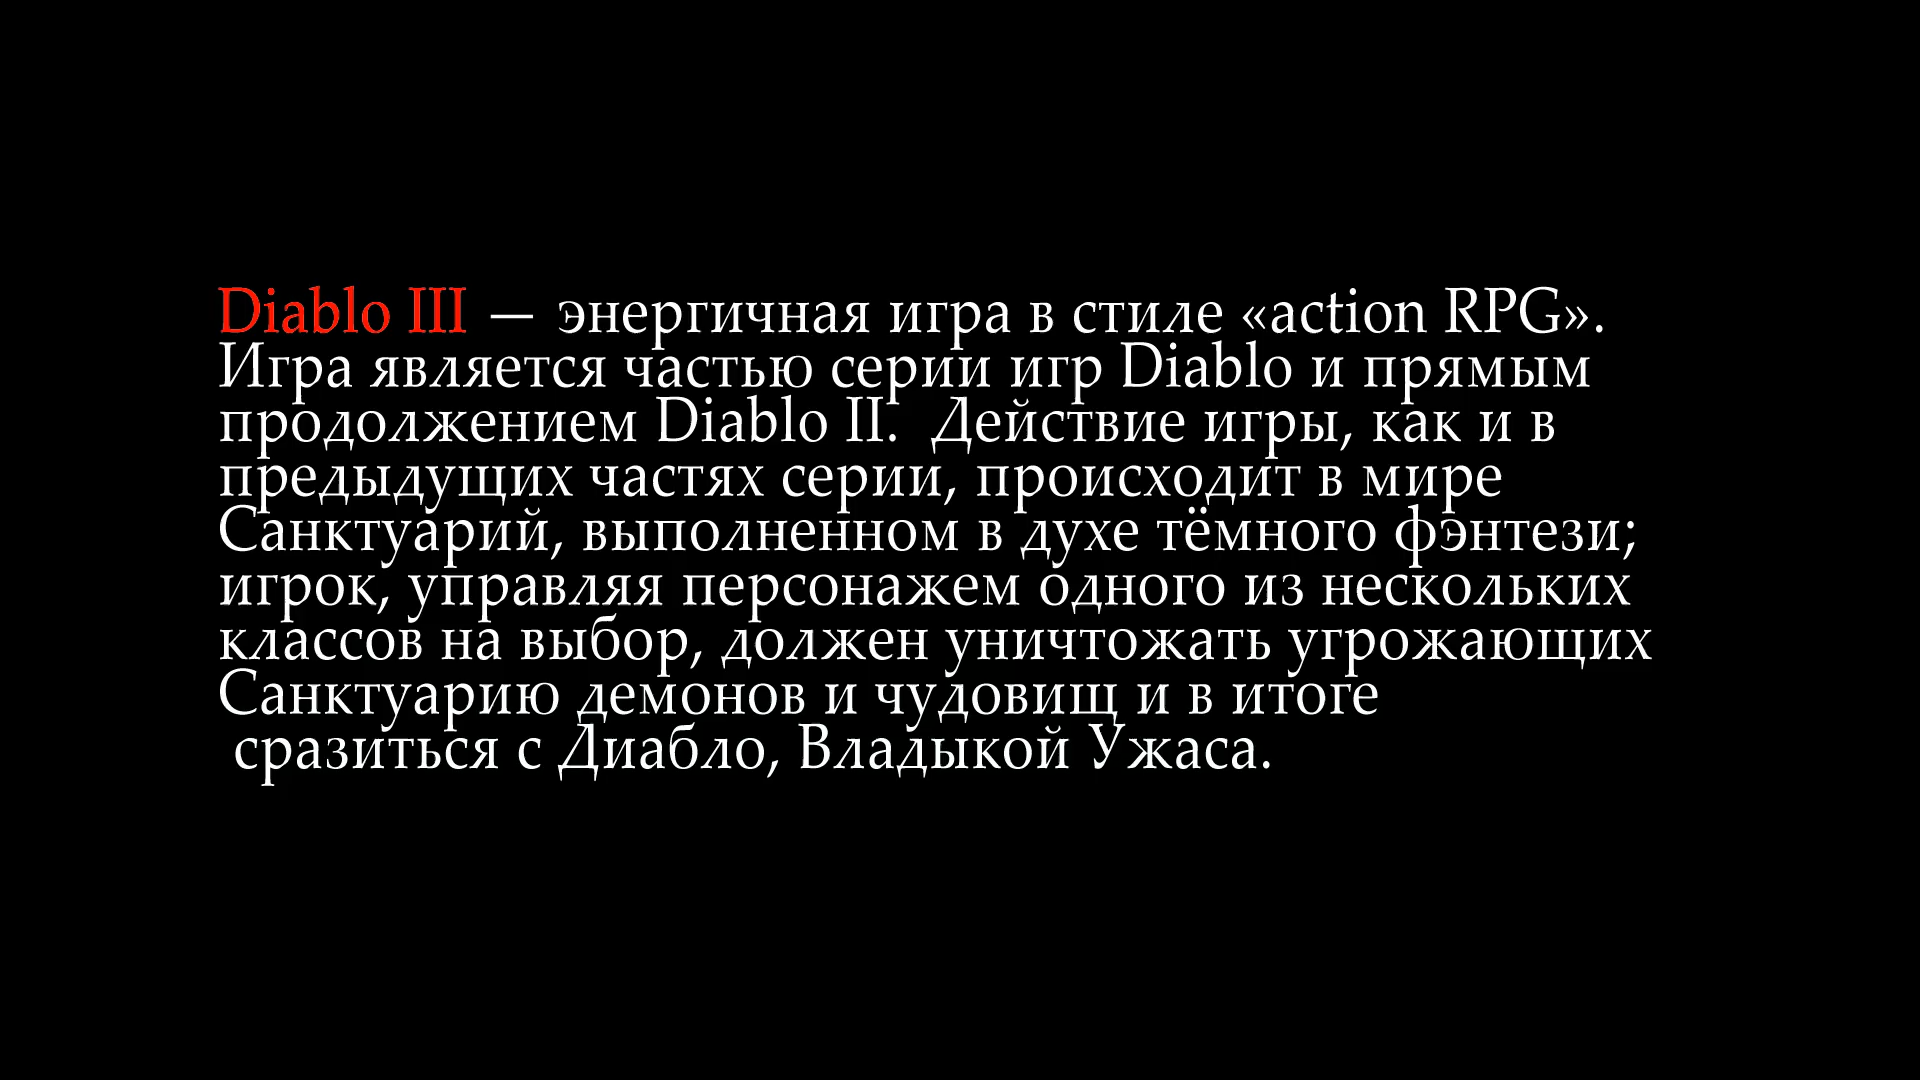 Diablo III — энергичная игра в стиле «action RPG».
Игра является частью серии игр Diablo и прямым
продолжением Diablo II.  Действие игры, как и в
предыдущих частях серии, происходит в мире
Санктуарий, выполненном в духе тёмного фэнтези;
игрок, управляя персонажем одного из нескольких
классов на выбор, должен уничтожать угрожающих
Санктуарию демонов и чудовищ и в итоге
сразиться с Диабло, Владыкой Ужаса.